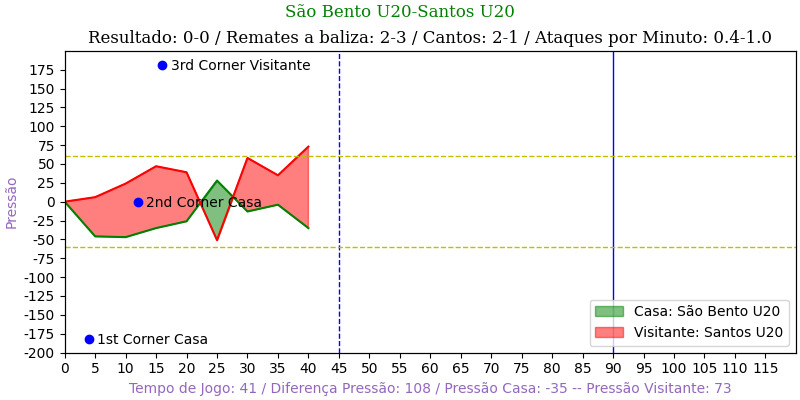 São Bento U20-Santos U20
Resultado: 0-0 / Remates a baliza: 2-3 / Cantos: 2-1 / Ataques por Minuto: 0.4-1.0
175
150
125
100
75
50
25
0
-25
-50
-75
-100
-125
-150
-175
-200
Pressão
3rd Corner Visitante
2nd Corner Casa
1st Corner Casa
Casa: São Bento U20
Visitante: Santos U20
0 5 10 15 20 25 30 35 40 45 50 55 60 65 70 75 80 85 90 95 100 105 110 115
Tempo de Jogo: 41 / Diferença Pressão: 108 / Pressão Casa: -35 -- Pressão Visitante: 73